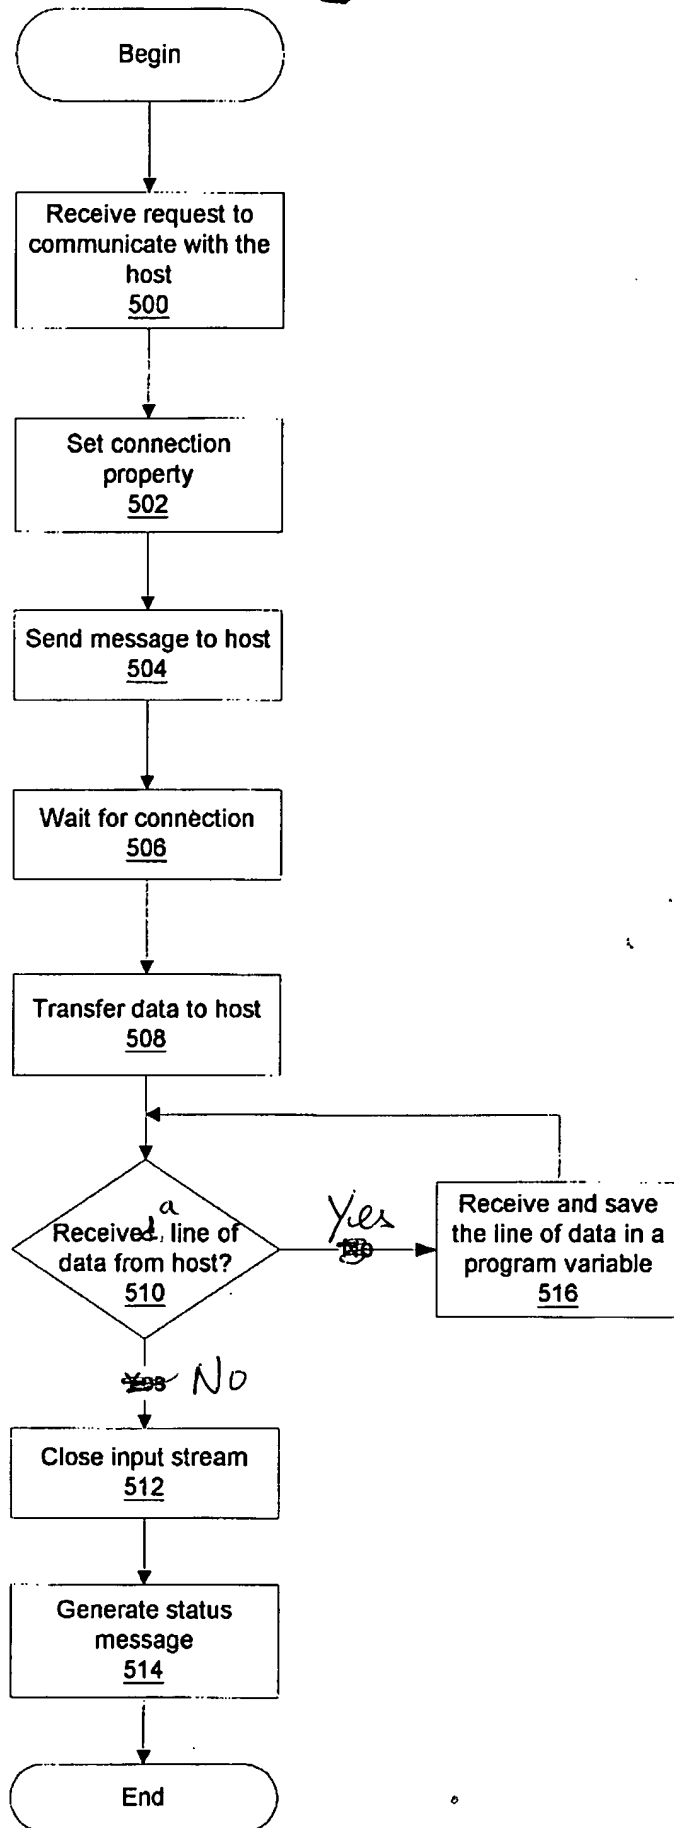 Begin
Receive request to
communicate with the
host
500
Set connection
property
502
Send message to host
504
Wait for connection
506
Transfer data to host
508
Received a line of
data from host?
510
Yes
No
Receive and save
the line of data in a
program variable
516
Yes No
Close input stream
512
Generate status
message
514
End